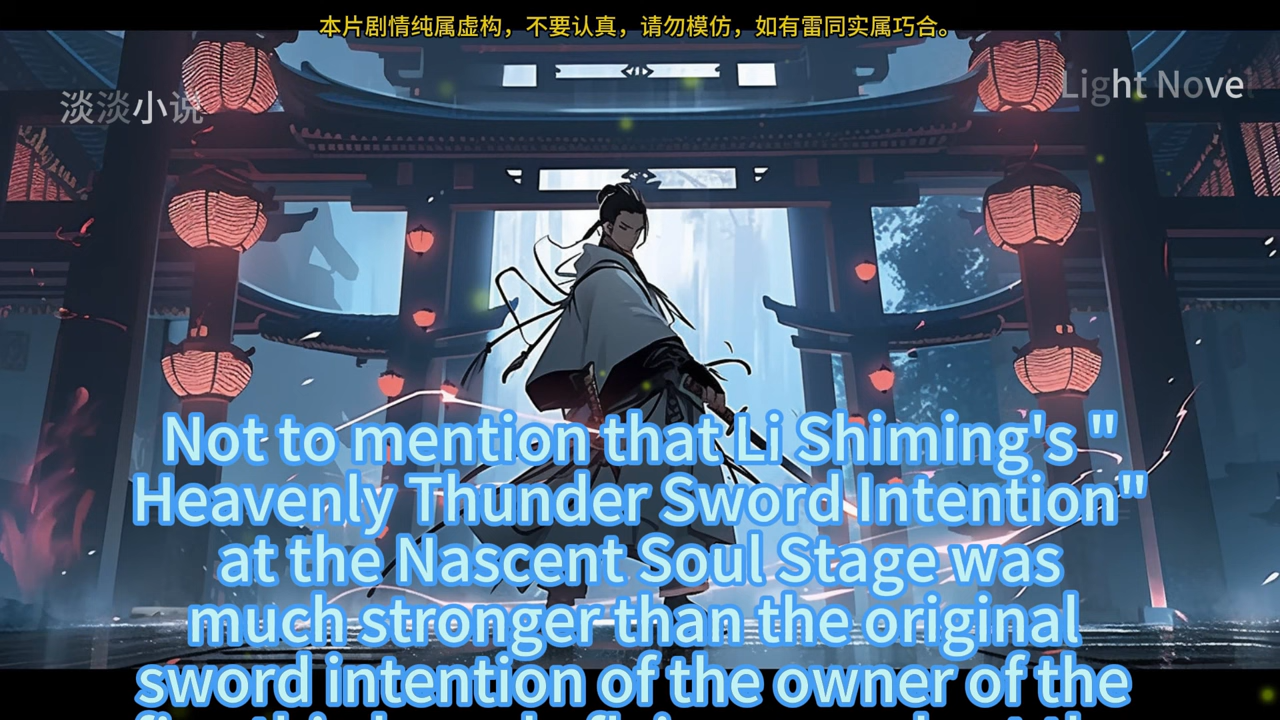 本片剧情纯属虚构，不要认真，请勿模仿，如有雷同实属巧合。
淡淡小说
Light Novel
Not to mention that Li Shiming's "
Heavenly Thunder Sword Intention"
at the Nascent Soul Stage was
much stronger than the original
sword intention of the owner of the